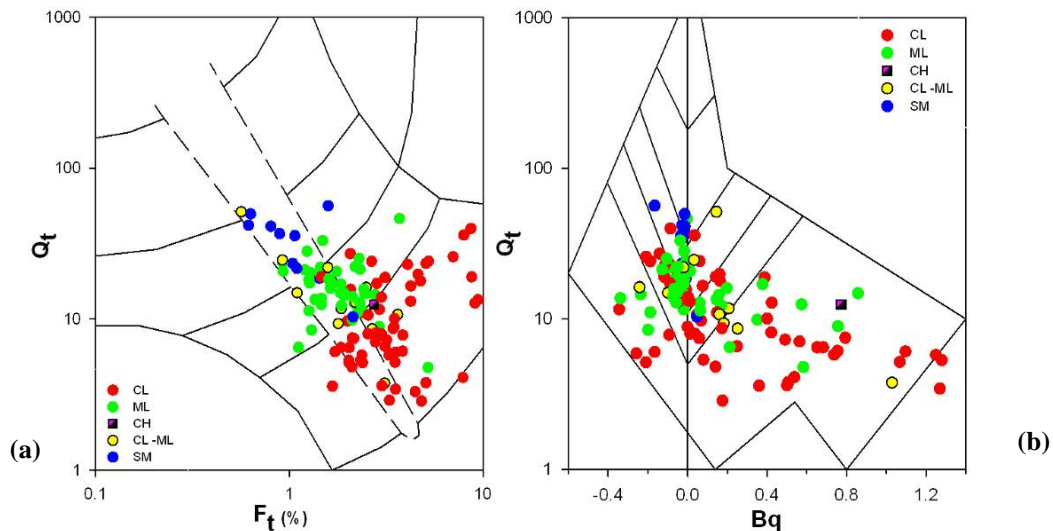 (a)
1000
100
10
1
Qt
CL
ML
CH
CL -ML
SM
0.1 1 10
Ft (%)
1000
100
10
1
Qt
CL
ML
CH
CL -ML
SM
-0.4 0.0 0.4 0.8 1.2
Bq
(b)